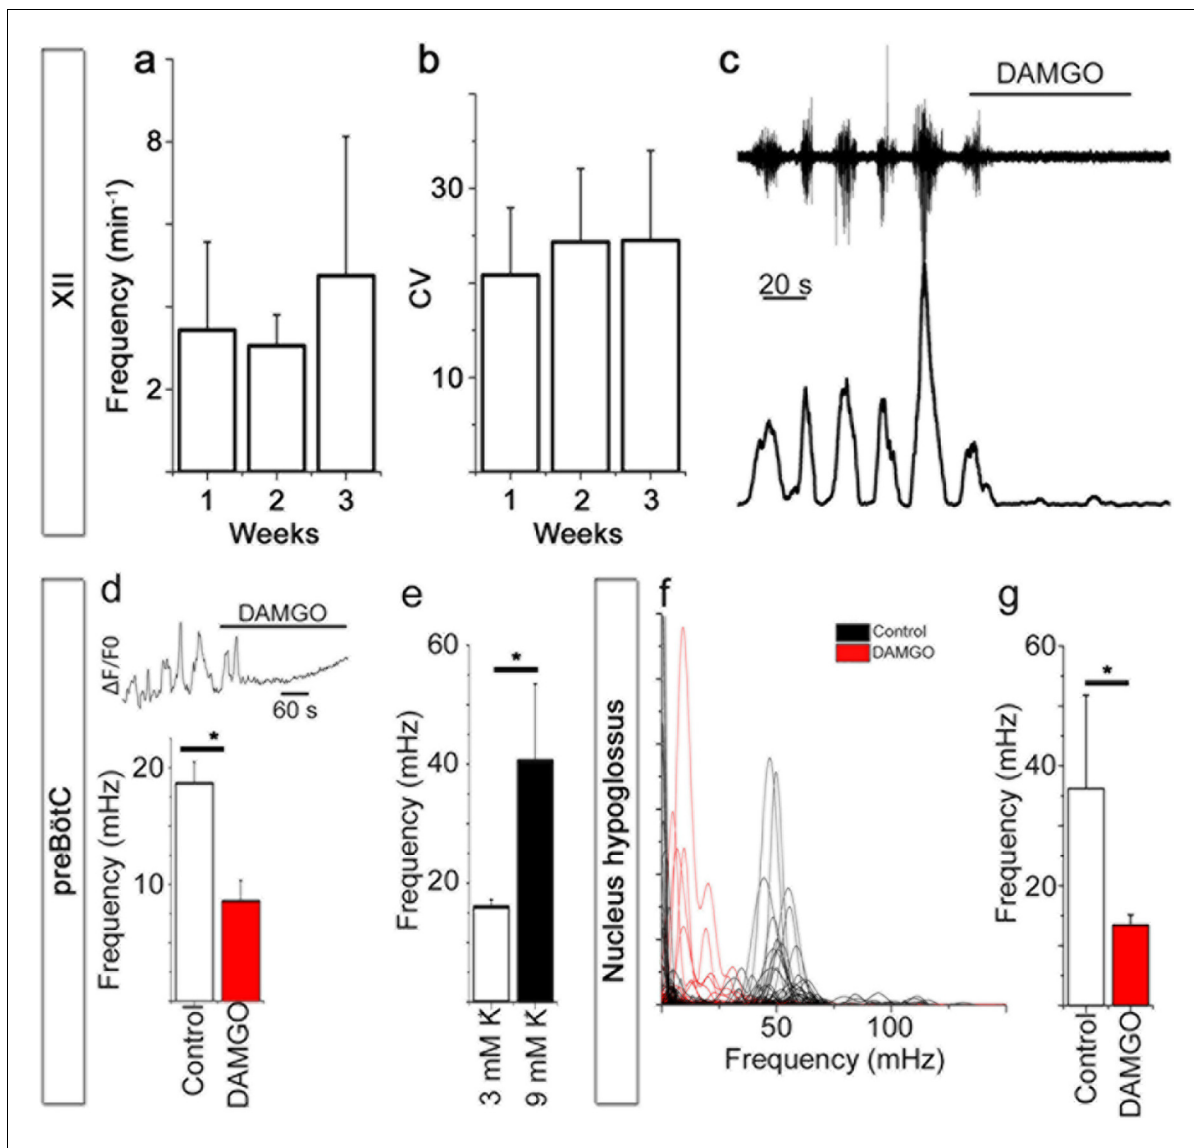 XII
a
Frequency (min⁻¹)
8
2
1 2 3
Weeks
b
CV
30
10
1 2 3
Weeks
c
DAMGO
20 s
preBötC
d
DAMGO
ΔF/F0
60 s
*
Frequency (mHz)
20
10
Control
DAMGO
e
Frequency (mHz)
60
40
20
*
3 mM K
9 mM K
Nucleus hypoglossus
f
Control
DAMGO
50 100
Frequency (mHz)
g
Frequency (mHz)
60
40
20
*
Control
DAMGO